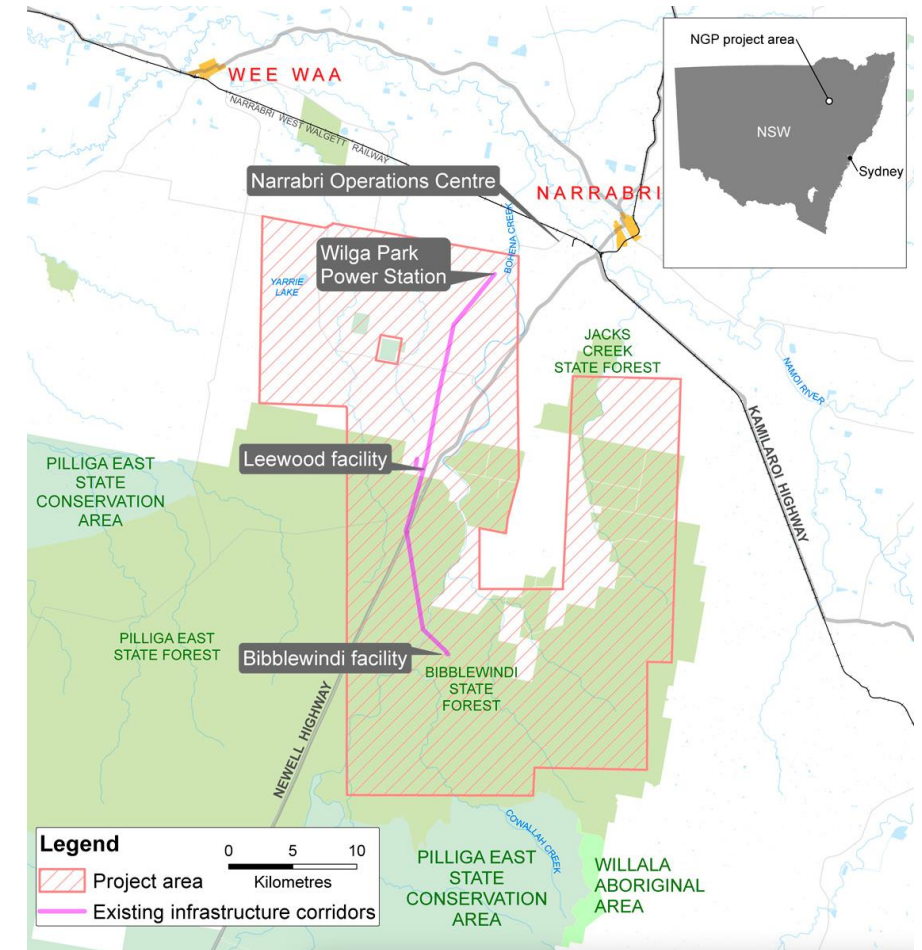 WEE WAA
NARRABRI WEST WALGETT RAILWAY
NGP project area
NSW
Sydney
Narrabri Operations Centre
NARRABRI
BOHENA CREEK
Wilga Park
Power Station
YARRIE
LAKE
JACKS
CREEK
STATE FOREST
NAMOI RIVER
KAMILAROI HIGHWAY
Leewood facility
PILLIGA EAST
STATE
CONSERVATION
AREA
PILLIGA EAST
STATE FOREST
Bibblewindi facility
BIBBLEWINDI
STATE
FOREST
NEWELL HIGHWAY
COWALLAH CREEK
PILLIGA EAST
STATE
CONSERVATION
AREA
WILLALA
ABORIGINAL
AREA
Legend
0 5 10
Kilometres
Project area
Existing infrastructure corridors